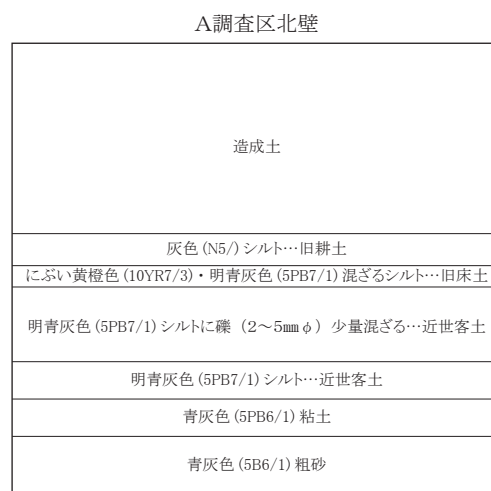 A調査区北壁
造成土
灰色(N5/)シルト…旧耕土
にぶい黄橙色(10YR7/3)・明青灰色(5PB7/1)混ざるシルト…旧床土
明青灰色(5PB7/1)シルトに礫（2～5㎜φ）少量混ざる…近世客土
明青灰色(5PB7/1)シルト…近世客土
青灰色(5PB6/1)粘土
青灰色(5B6/1)粗砂